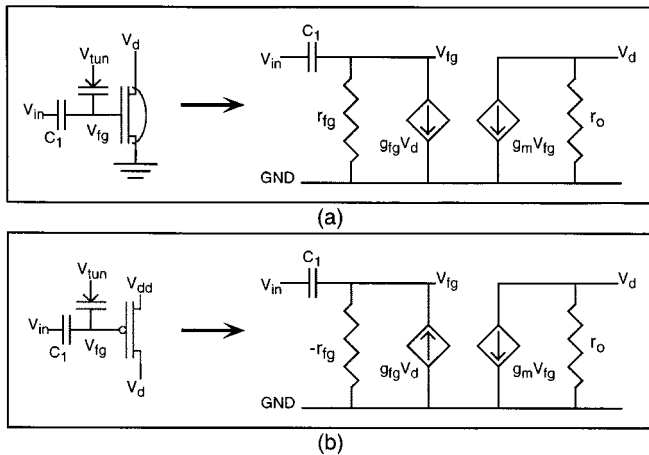 V_d
V_tun
V_in
C_1
V_fg
C_1
V_in
V_fg
V_d
r_fg
g_fgV_d
g_mV_fg
r_o
GND
(a)
V_tun
V_dd
V_in
C_1
V_fg
V_d
C_1
V_in
V_fg
V_d
-r_fg
g_fgV_d
g_mV_fg
r_o
GND
(b)